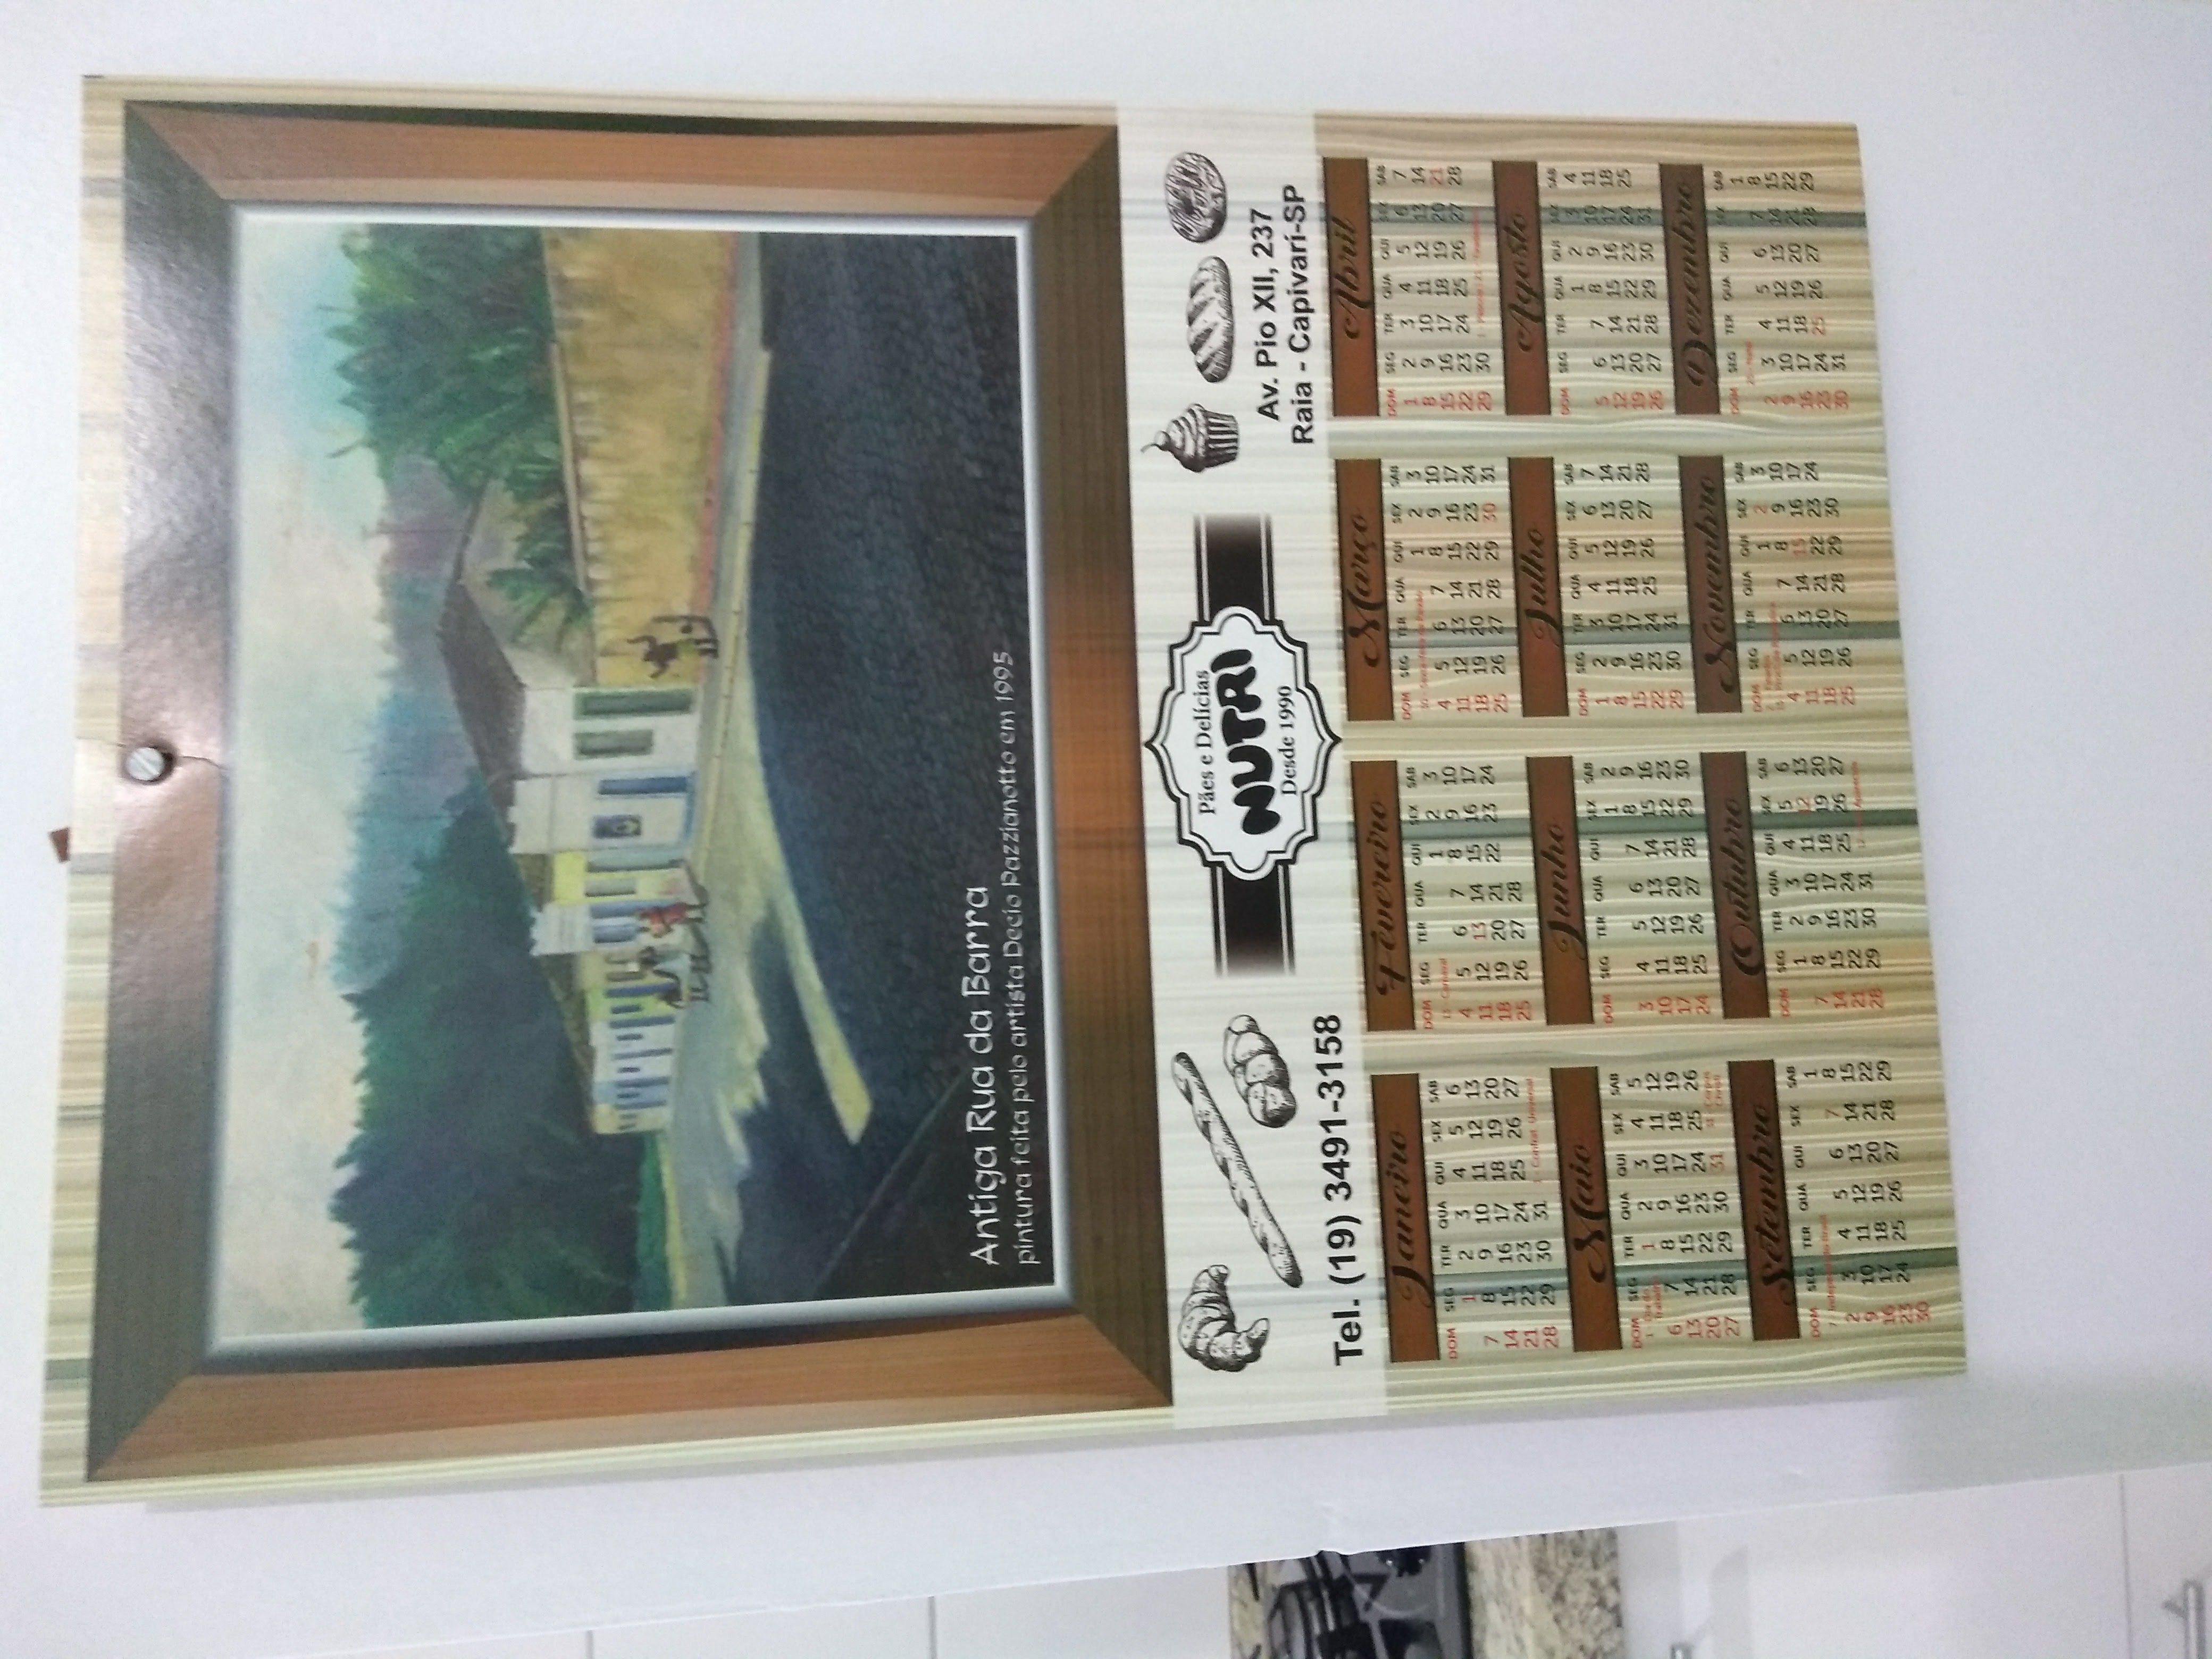 Antiga Rua da Barra
pintura feita pelo artista Decio Pazzianotto em 1995
Pães e Delícias
NUTRI
Desde 1990
Tel. (19) 3491-3158
Av. Pio XII, 237
Raia - Capivari-SP
Janeiro
DOM SEG TER QUA QUI SEX SAB
1 2 3 4 5 6
7 8 9 10 11 12 13
14 15 16 17 18 19 20
21 22 23 24 25 26 27
28 29 30 31
1 - Confrat. Universal
Fevereiro
DOM SEG TER QUA QUI SEX SAB
13 - Carnaval
1 2 3
4 5 6 7 8 9 10
11 12 13 14 15 16 17
18 19 20 21 22 23 24
25 26 27 28
Março
DOM SEG TER QUA QUI SEX SAB
30 - Sexta-feira da Paixão
1 2 3
4 5 6 7 8 9 10
11 12 13 14 15 16 17
18 19 20 21 22 23 24
25 26 27 28 29 30 31
Abril
DOM SEG TER QUA QUI SEX SAB
1 2 3 4 5 6 7
8 9 10 11 12 13 14
15 16 17 18 19 20 21
22 23 24 25 26 27 28
29 30
1 - Páscoa | 21 - Tiradentes
Maio
DOM SEG TER QUA QUI SEX SAB
1 - Dia do
Trabalho
1 2 3 4 5
6 7 8 9 10 11 12
13 14 15 16 17 18 19
20 21 22 23 24 25 26
27 28 29 30 31
31 - Corpus
Christi
Junho
DOM SEG TER QUA QUI SEX SAB
1 2
3 4 5 6 7 8 9
10 11 12 13 14 15 16
17 18 19 20 21 22 23
24 25 26 27 28 29 30
Julho
DOM SEG TER QUA QUI SEX SAB
1 2 3 4 5 6 7
8 9 10 11 12 13 14
15 16 17 18 19 20 21
22 23 24 25 26 27 28
29 30 31
Agosto
DOM SEG TER QUA QUI SEX SAB
1 2 3 4
5 6 7 8 9 10 11
12 13 14 15 16 17 18
19 20 21 22 23 24 25
26 27 28 29 30 31
Setembro
DOM SEG TER QUA QUI SEX SAB
1
7 - Independ. do Brasil
2 3 4 5 6 7 8
9 10 11 12 13 14 15
16 17 18 19 20 21 22
23 24 25 26 27 28 29
30
Outubro
DOM SEG TER QUA QUI SEX SAB
1 2 3 4 5 6
7 8 9 10 11 12 13
14 15 16 17 18 19 20
21 22 23 24 25 26 27
28 29 30 31
12 - Aparecida
Novembro
DOM SEG TER QUA QUI SEX SAB
2 - Finados
1 2 3
4 5 6 7 8 9 10
11 12 13 14 15 16 17
18 19 20 21 22 23 24
25 26 27 28 29 30
Dezembro
DOM SEG TER QUA QUI SEX SAB
1
25 - Natal
2 3 4 5 6 7 8
9 10 11 12 13 14 15
16 17 18 19 20 21 22
23 24 25 26 27 28 29
30 31